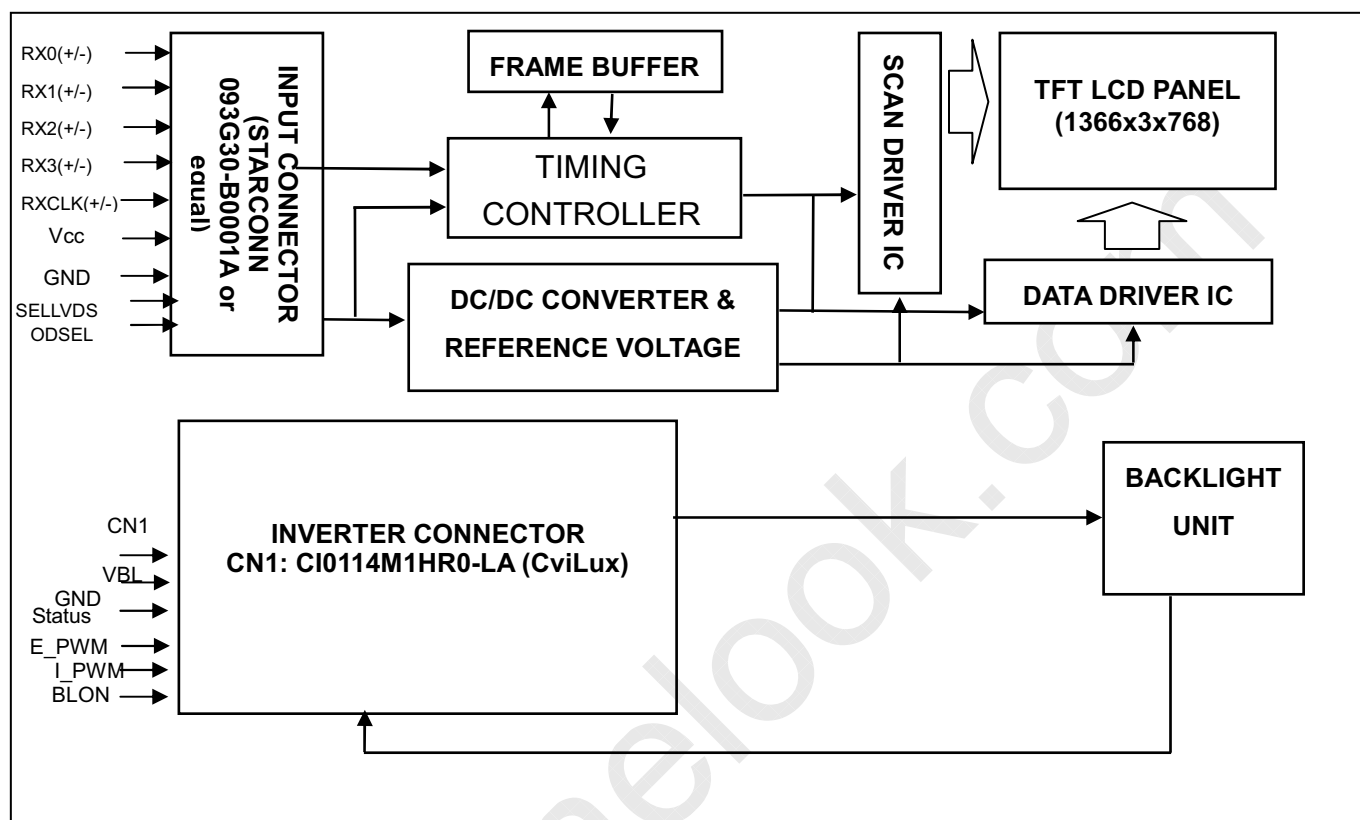 RX0(+/-)
RX1(+/-)
RX2(+/-)
RX3(+/-)
RXCLK(+/-)
Vcc
GND
SELLVDS
ODSEL
INPUT CONNECTOR
(STARCONN
093G30-B0001A or
equal)
FRAME BUFFER
TIMING
CONTROLLER
DC/DC CONVERTER &
REFERENCE VOLTAGE
SCAN DRIVER IC
TFT LCD PANEL
(1366x3x768)
DATA DRIVER IC
CN1
VBL
GND
Status
E_PWM
I_PWM
BLON
INVERTER CONNECTOR
CN1: CI0114M1HR0-LA (CviLux)
BACKLIGHT
UNIT
elook.com